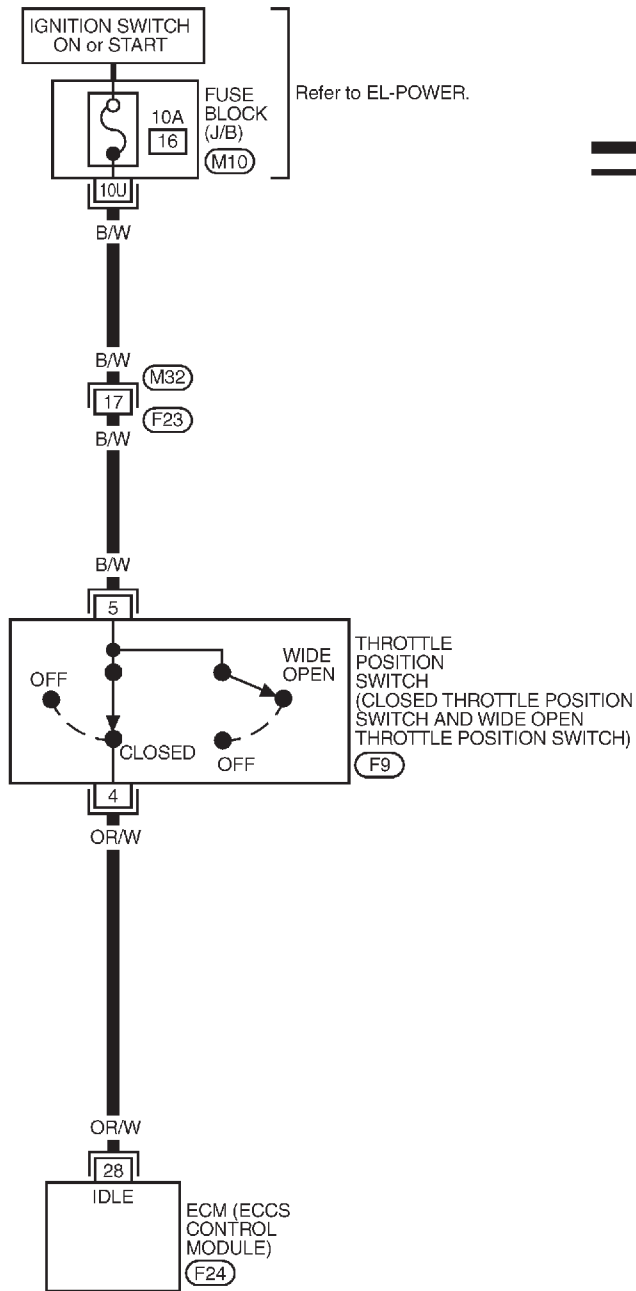 IGNITION SWITCH
ON or START
Refer to EL-POWER.
10A
16
FUSE
BLOCK
(J/B)
M10
10U
B/W
B/W
M32
17
F23
B/W
B/W
5
OFF
WIDE
OPEN
CLOSED
OFF
THROTTLE
POSITION
SWITCH
(CLOSED THROTTLE POSITION
SWITCH AND WIDE OPEN
THROTTLE POSITION SWITCH)
F9
4
OR/W
OR/W
28
IDLE
ECM (ECCS
CONTROL
MODULE)
F24